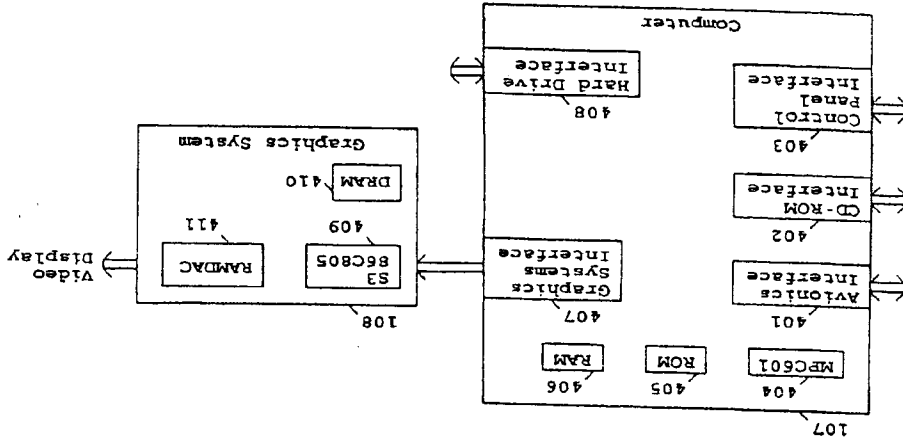 107
404
MPC601
405
ROM
406
RAM
401
Avionics
Interface
407
Graphics
Systems
Interface
402
CD-ROM
Interface
403
Control
Panel
Interface
408
Hard Drive
Interface
Computer
108
S3
86C805
409
RAMDAC
411
DRAM
410
Graphics System
Video
Display